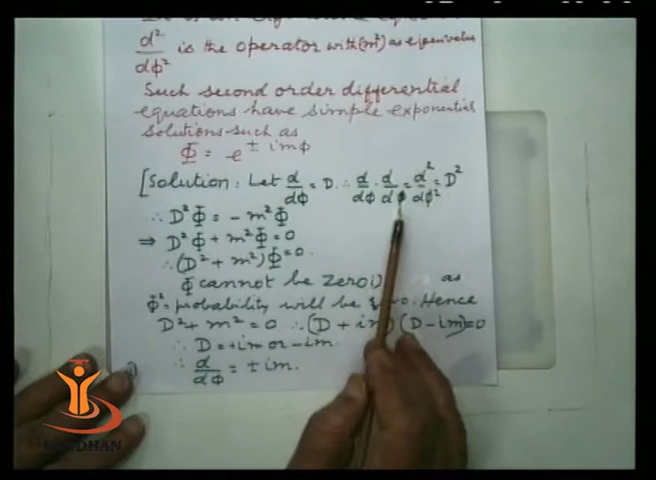 d²/dΦ² is the operator with (m²) as eigenvalue
Such second order differential
equations have simple exponential
solutions such as
Φ = e^± imΦ
[Solution: Let d/dΦ = D. ∴ d/dΦ · d/dΦ = d²/dΦ² = D²
∴ D²Φ = - m²Φ
⇒ D²Φ + m²Φ = 0
∴ (D² + m²)Φ = 0.
Φ cannot be zero as
Φ² probability will be zero. Hence
D² + m² = 0 ∴ (D + im) (D - im) = 0
∴ D = + im or - im.
∴ d/dΦ = ± im.